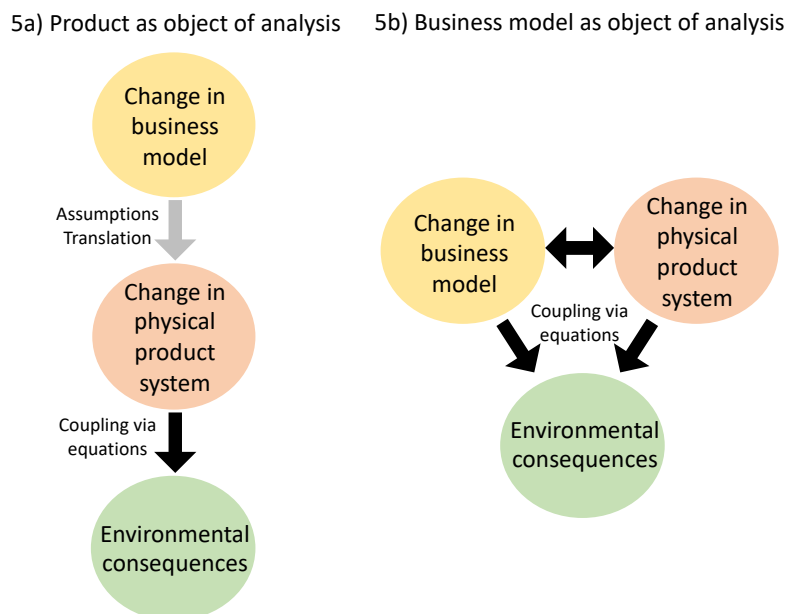 5a) Product as object of analysis
Change in
business
model
Assumptions
Translation
Change in
physical
product
system
Coupling via
equations
Environmental
consequences
5b) Business model as object of analysis
Change in
business
model
Change in
physical
product
system
Coupling via
equations
Environmental
consequences